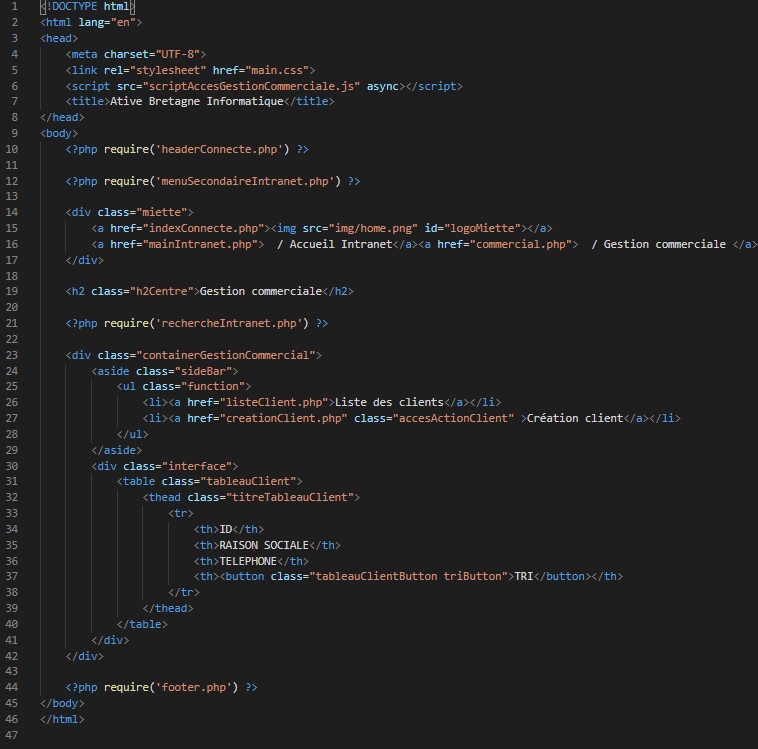 1 <!DOCTYPE html>
2 <html lang="en">
3 <head>
4     <meta charset="UTF-8">
5     <link rel="stylesheet" href="main.css">
6     <script src="scriptAccesGestionCommerciale.js" async></script>
7     <title>Ative Bretagne Informatique</title>
8 </head>
9 <body>
10     <?php require('headerConnecte.php') ?>
11
12     <?php require('menuSecondaireIntranet.php') ?>
13
14     <div class="miette">
15         <a href="indexConnecte.php"><img src="img/home.png" id="logoMiette"></a>
16         <a href="mainIntranet.php">  / Accueil Intranet</a><a href="commercial.php">  / Gestion commerciale </a>
17     </div>
18
19     <h2 class="h2Centre">Gestion commerciale</h2>
20
21     <?php require('rechercheIntranet.php') ?>
22
23     <div class="containerGestionCommercial">
24         <aside class="sideBar">
25             <ul class="function">
26                 <li><a href="listeClient.php">Liste des clients</a></li>
27                 <li><a href="creationClient.php" class="accesActionClient" >Création client</a></li>
28             </ul>
29         </aside>
30         <div class="interface">
31             <table class="tableauClient">
32                 <thead class="titreTableauClient">
33                     <tr>
34                         <th>ID</th>
35                         <th>RAISON SOCIALE</th>
36                         <th>TELEPHONE</th>
37                         <th><button class="tableauClientButton triButton">TRI</button></th>
38                     </tr>
39                 </thead>
40             </table>
41         </div>
42     </div>
43
44     <?php require('footer.php') ?>
45 </body>
46 </html>
47